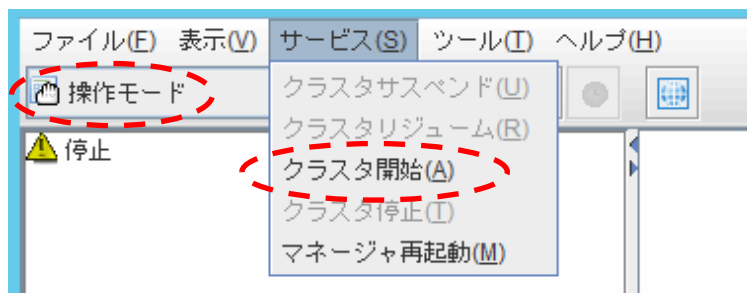 ファイル(F) 表示(V) サービス(S) ツール(T) ヘルプ(H)
操作モード
クラスタサスペンド(U)
クラスタリジューム(R)
停止
クラスタ開始(A)
クラスタ停止(T)
マネージャ再起動(M)